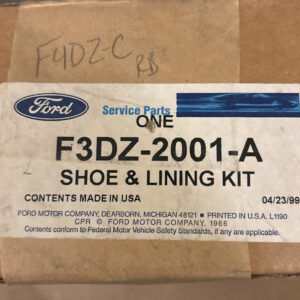 F4DZ-C
RD
Ford
Service Parts
ONE
F3DZ-2001-A
SHOE & LINING KIT
CONTENTS MADE IN USA 04/23/99
FORD MOTOR COMPANY, DEARBORN, MICHIGAN 48121 ■ PRINTED IN U.S.A. L1190
CPR © FORD MOTOR COMPANY, 1966
Contents conform to Federal Motor Vehicle Safety Standards, if any are applicable.